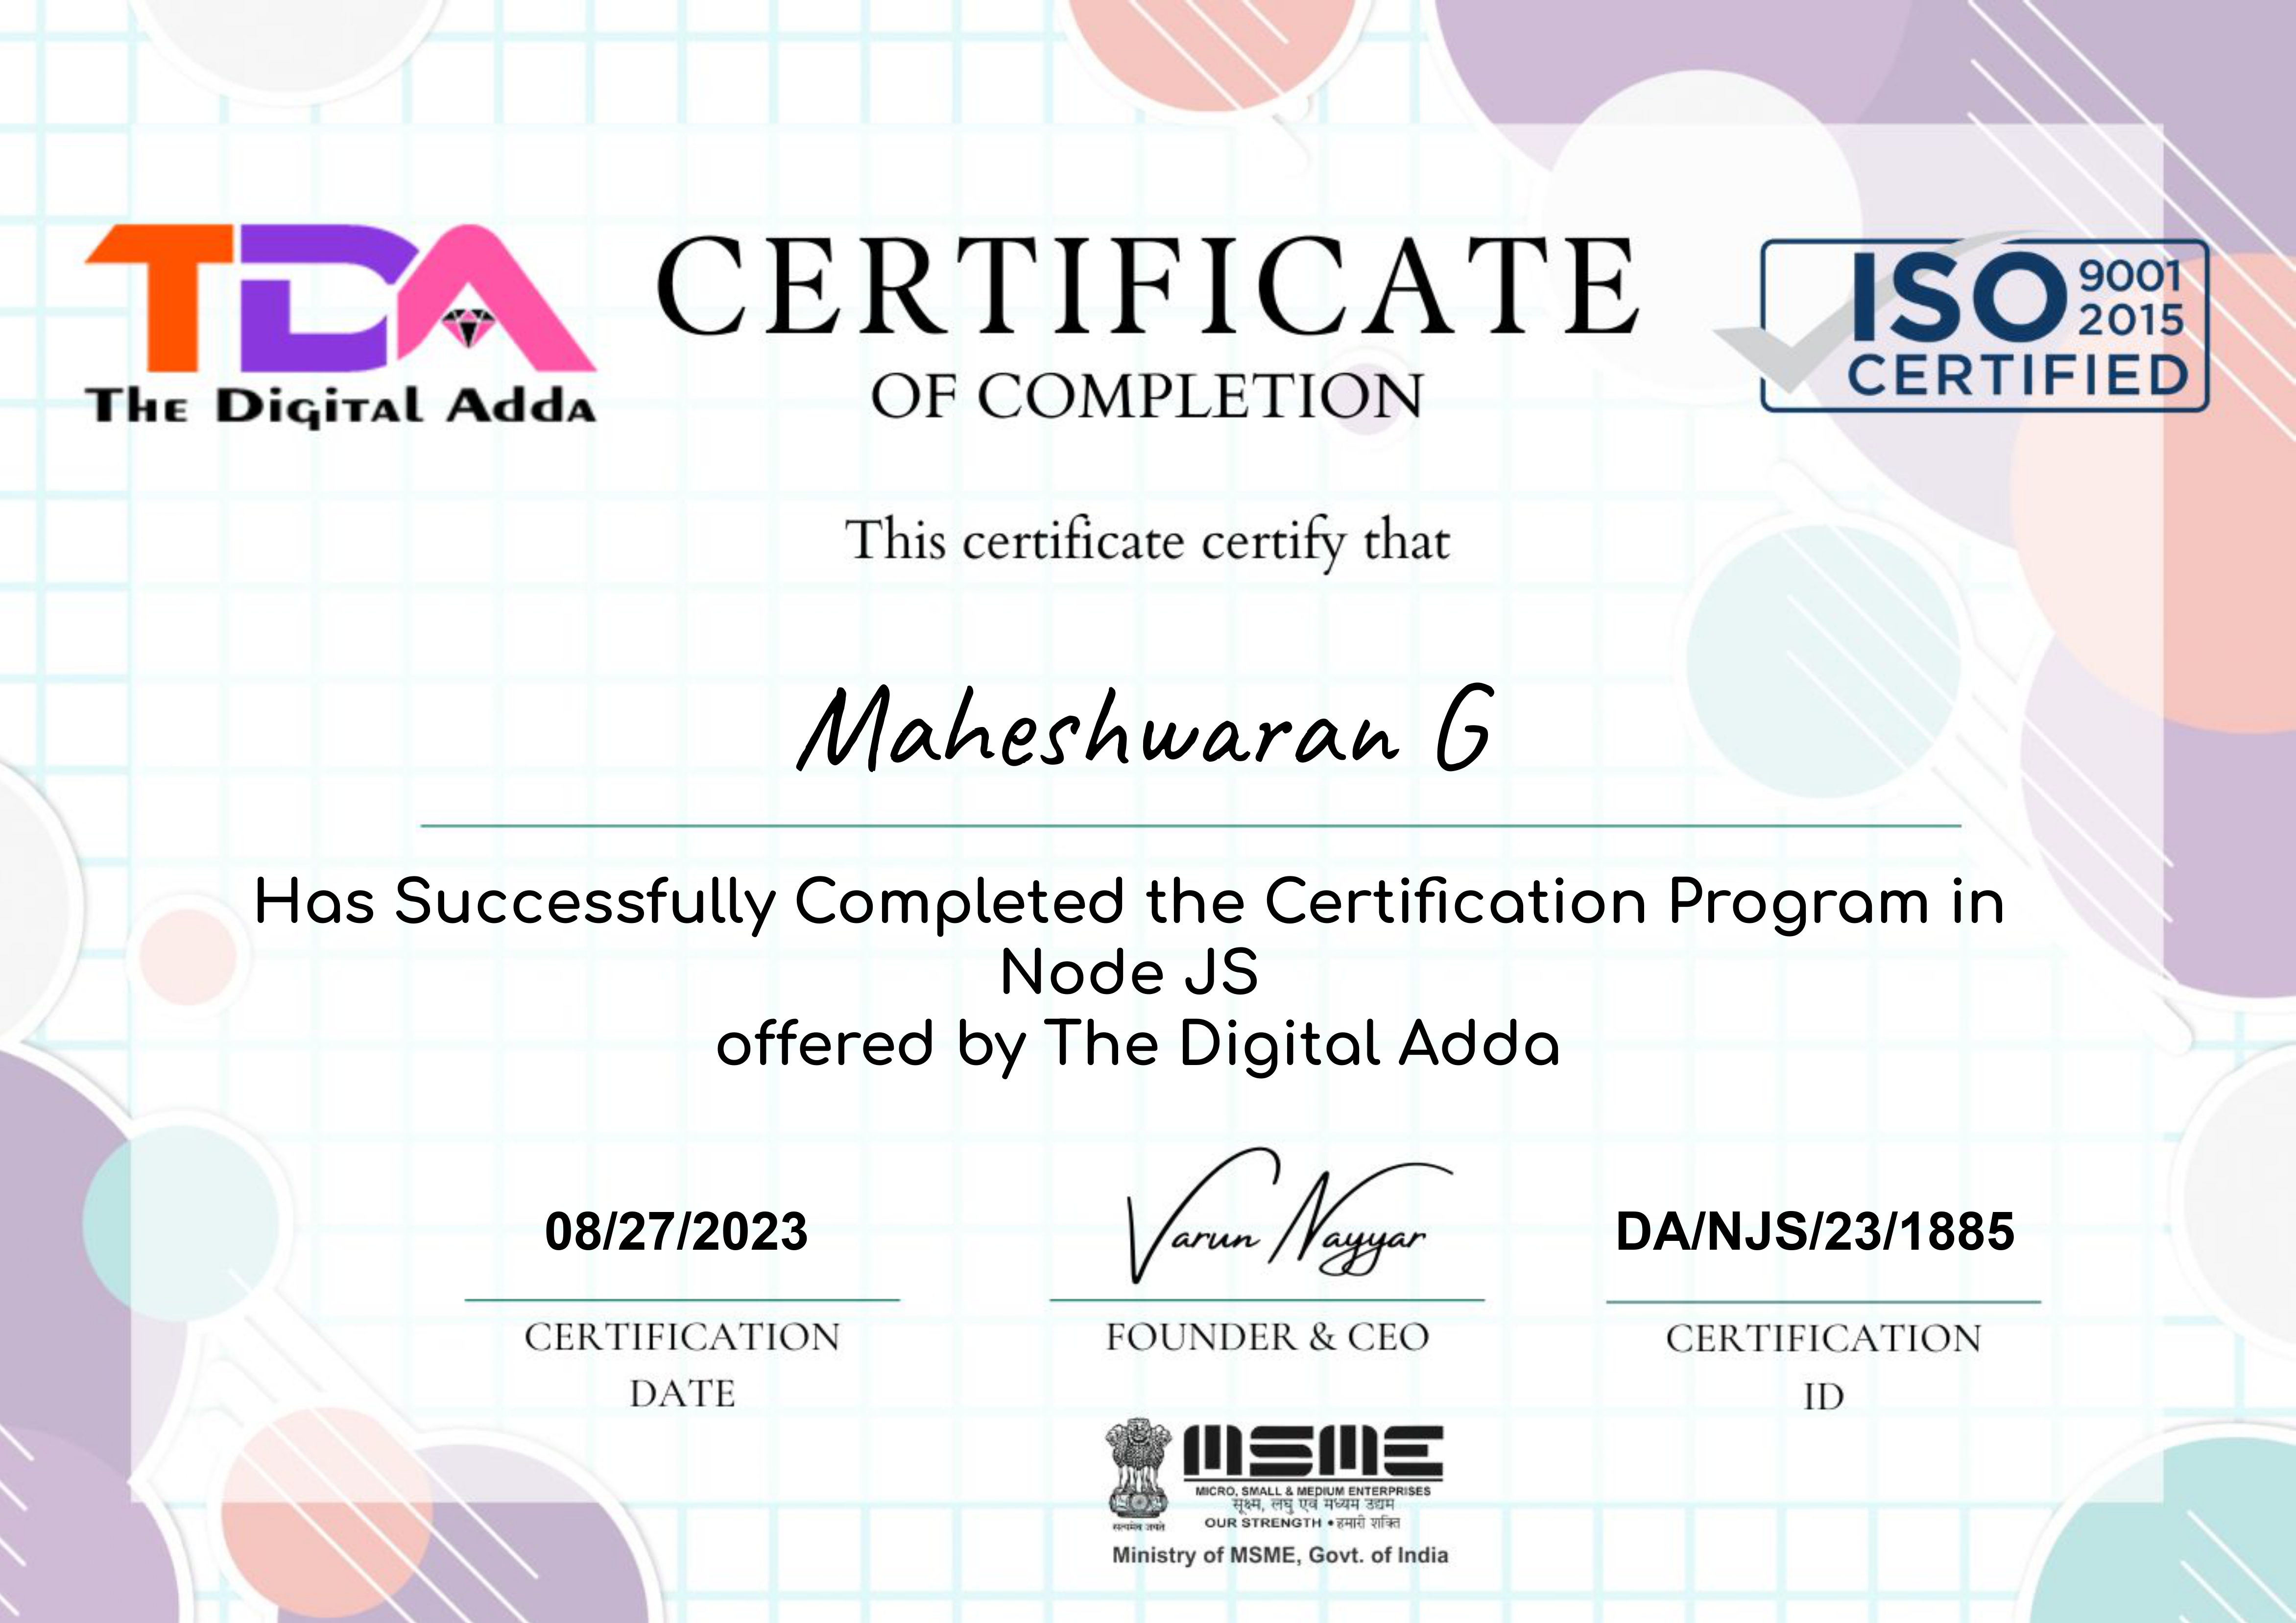 TDA
The Digital Adda
CERTIFICATE
OF COMPLETION
ISO 9001 2015
CERTIFIED
This certificate certify that
Maheshwaran G
Has Successfully Completed the Certification Program in
Node JS
offered by The Digital Adda
08/27/2023
Varun Nayyar
DA/NJS/23/1885
CERTIFICATION
DATE
FOUNDER & CEO
CERTIFICATION
ID
MSME
MICRO, SMALL & MEDIUM ENTERPRISES
सूक्ष्म, लघु एवं मध्यम उद्यम
OUR STRENGTH • हमारी शक्ति
सत्यमेव जयते
Ministry of MSME, Govt. of India